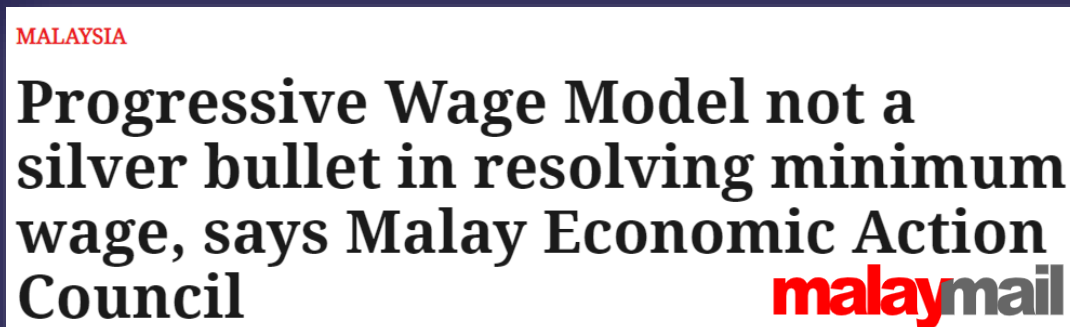 MALAYSIA
Progressive Wage Model not a
silver bullet in resolving minimum
wage, says Malay Economic Action
Council
malaymail